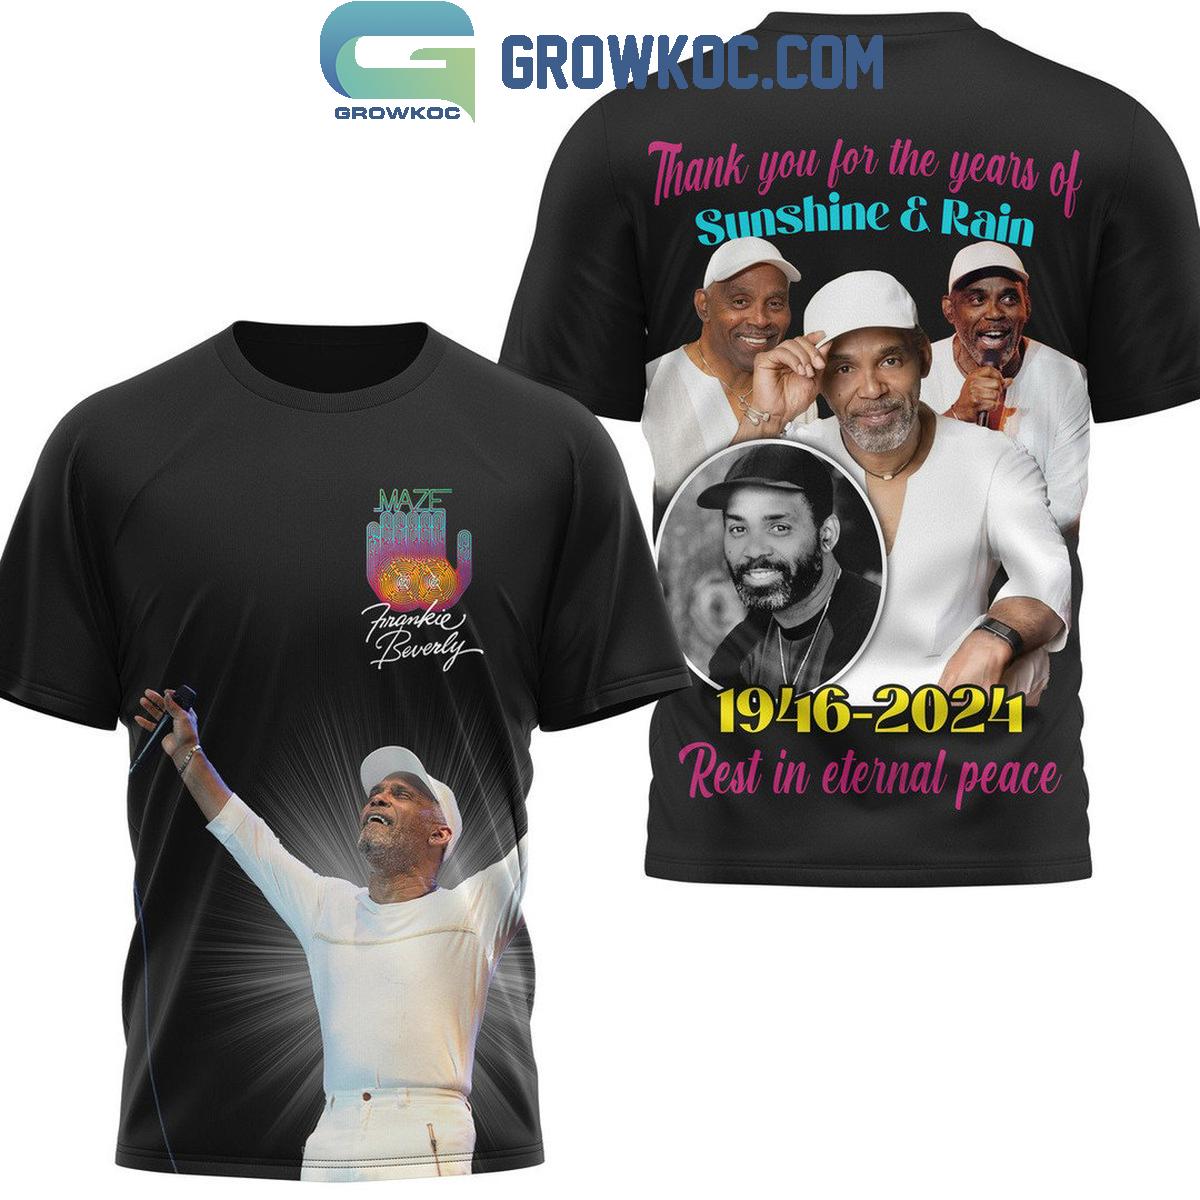 GROWKOC
GROWKOC.COM
Thank you for the years of
Sunshine & Rain
1946-2024
Rest in eternal peace
MAZE
Frankie
Beverly